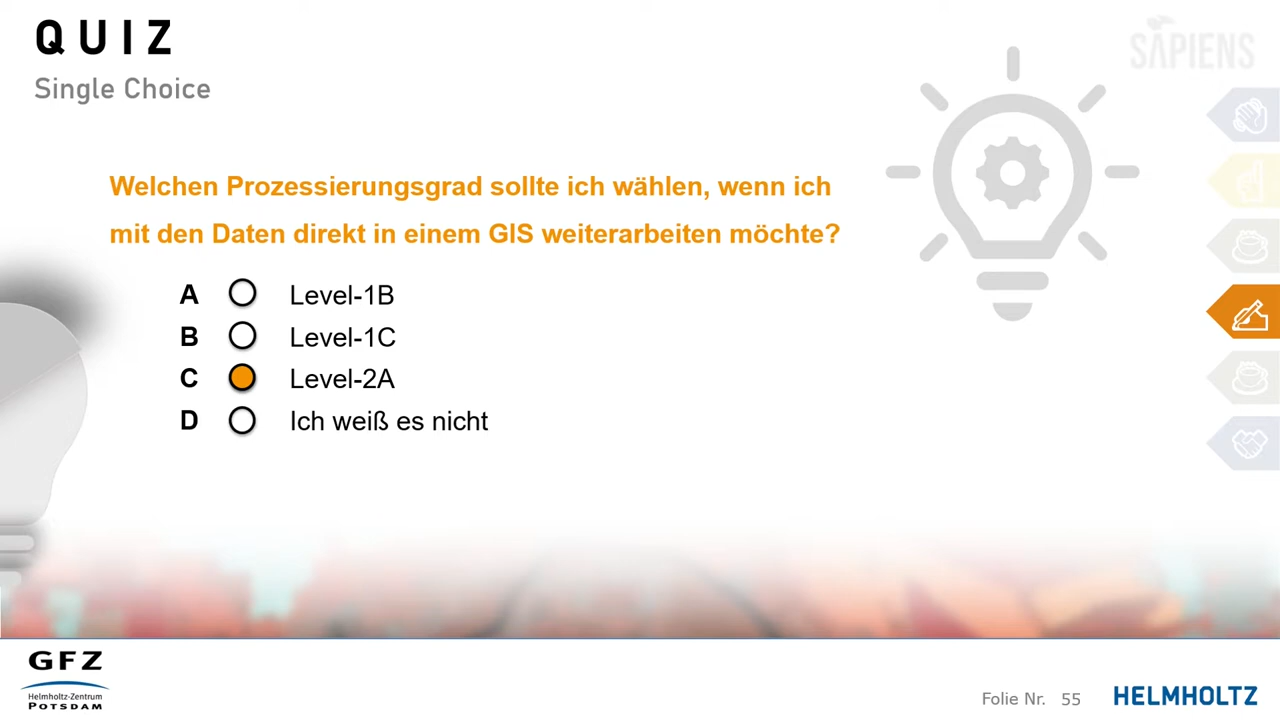 QUIZ
Single Choice
SAPIENS
Welchen Prozessierungsgrad sollte ich wählen, wenn ich
mit den Daten direkt in einem GIS weiterarbeiten möchte?
A Level-1B
B Level-1C
C Level-2A
D Ich weiß es nicht
GFZ
Helmholtz-Zentrum
POTSDAM
Folie Nr. 55
HELMHOLTZ